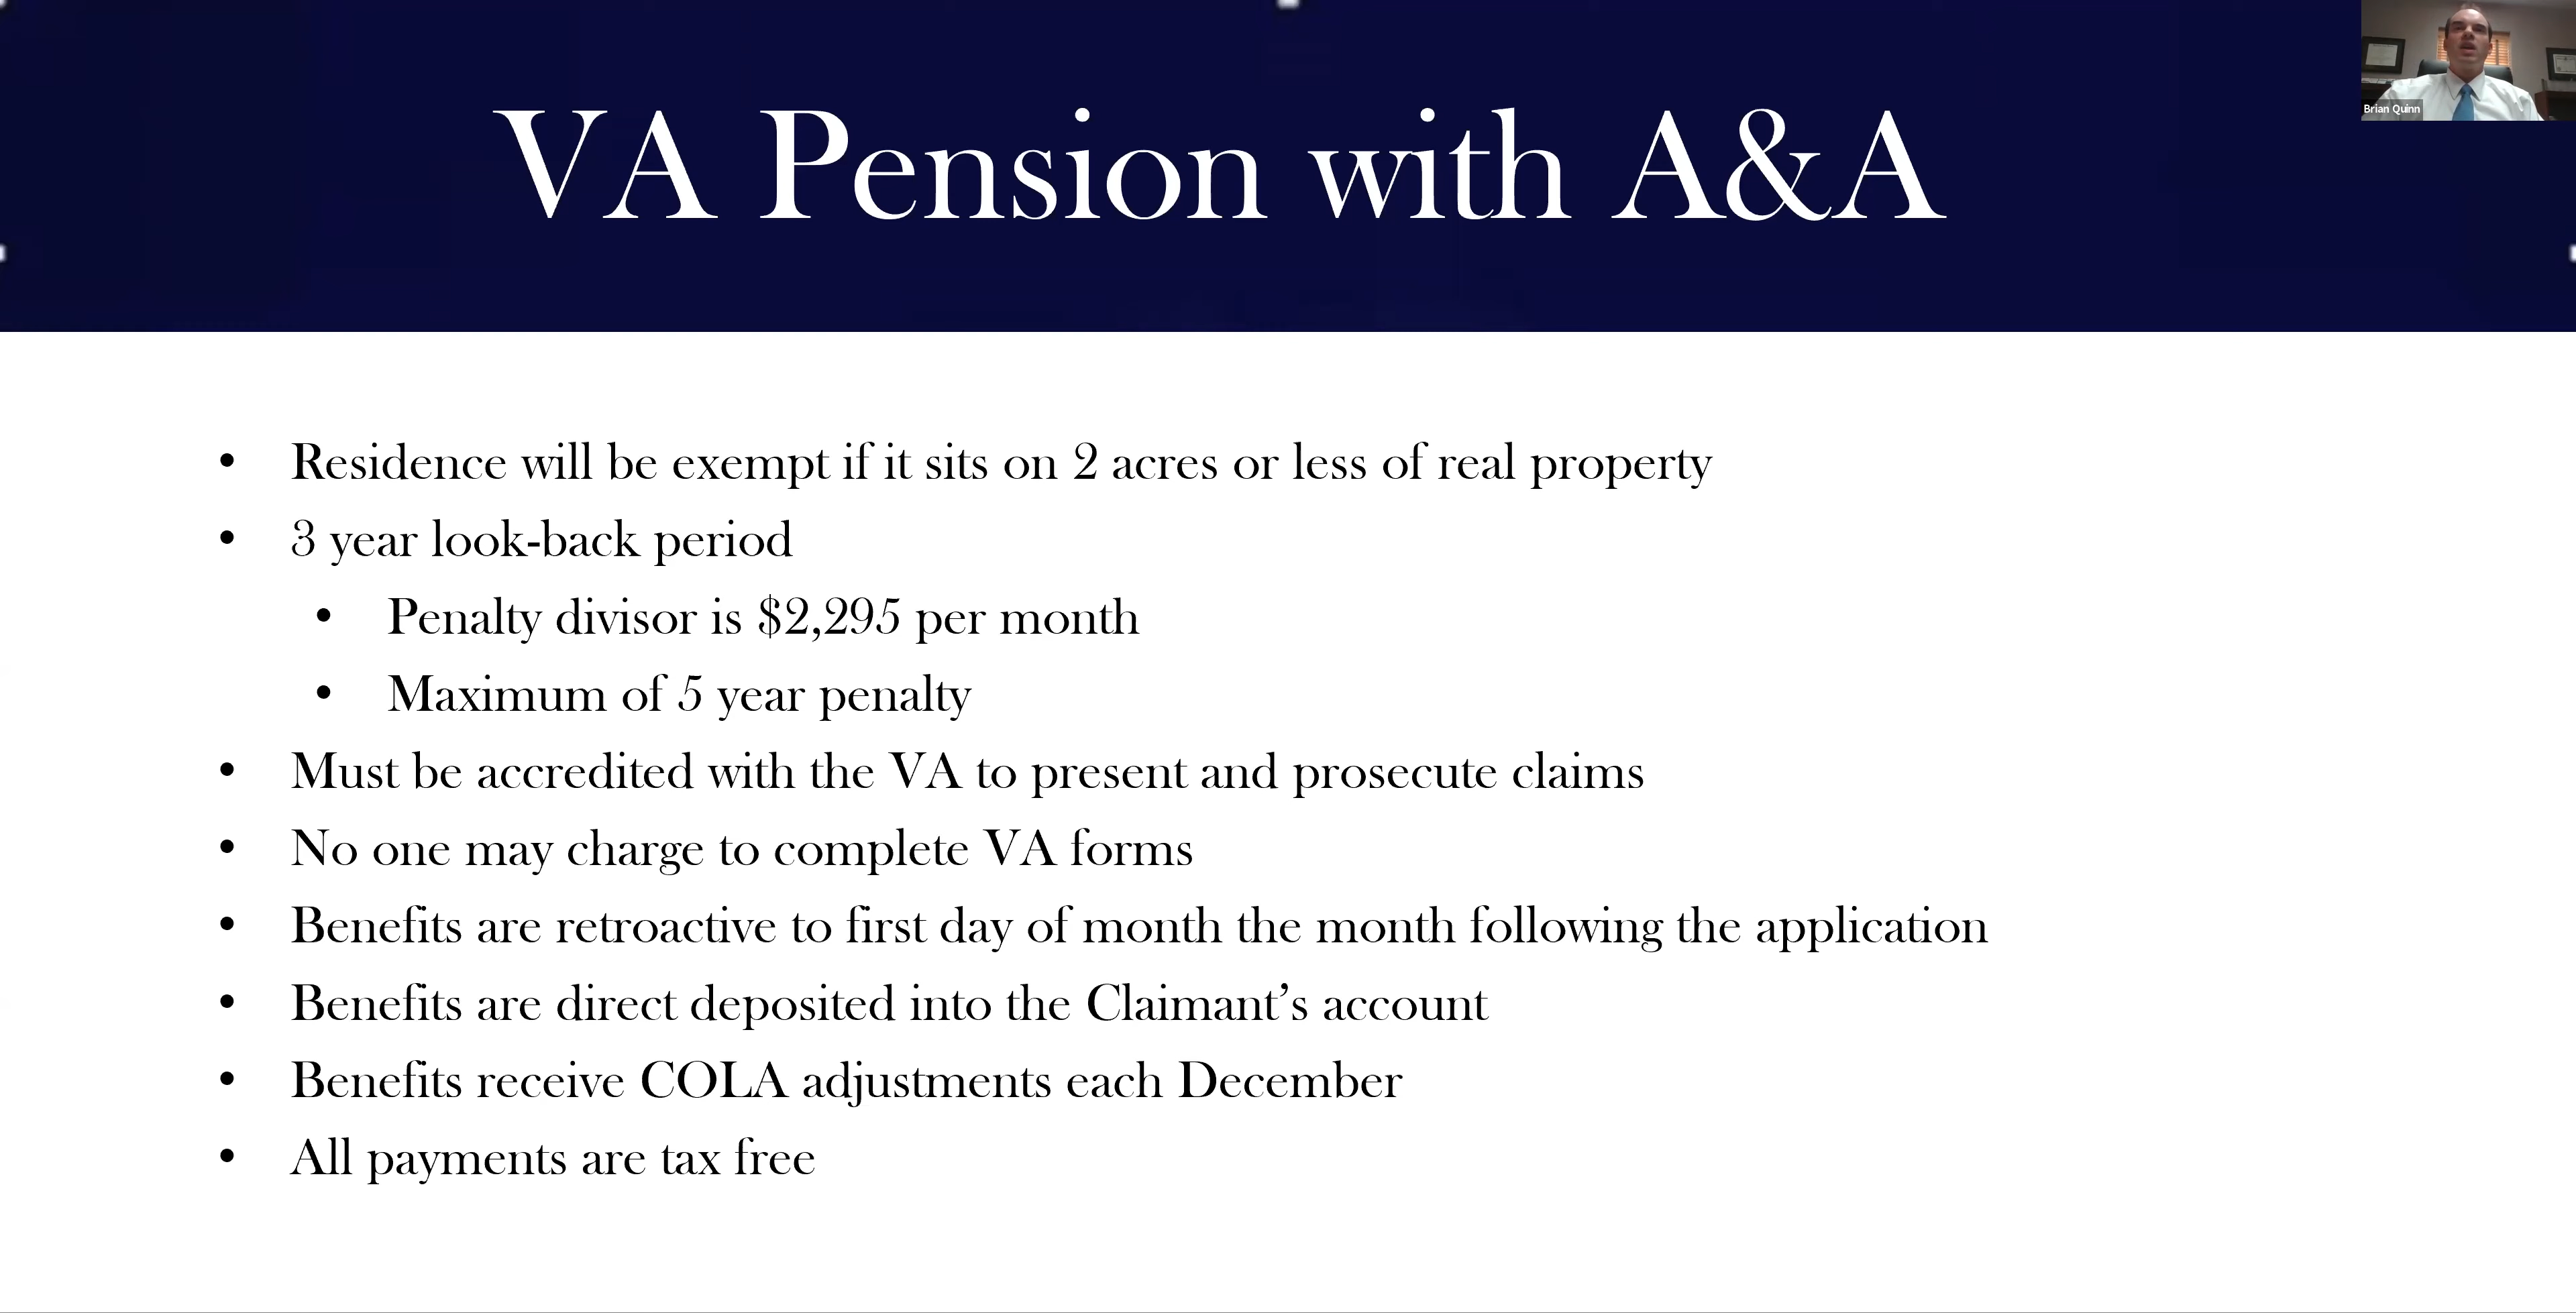 VA Pension with A&A
Brian Quinn
• Residence will be exempt if it sits on 2 acres or less of real property
• 3 year look-back period
• Penalty divisor is $2,295 per month
• Maximum of 5 year penalty
• Must be accredited with the VA to present and prosecute claims
• No one may charge to complete VA forms
• Benefits are retroactive to first day of month the month following the application
• Benefits are direct deposited into the Claimant’s account
• Benefits receive COLA adjustments each December
• All payments are tax free